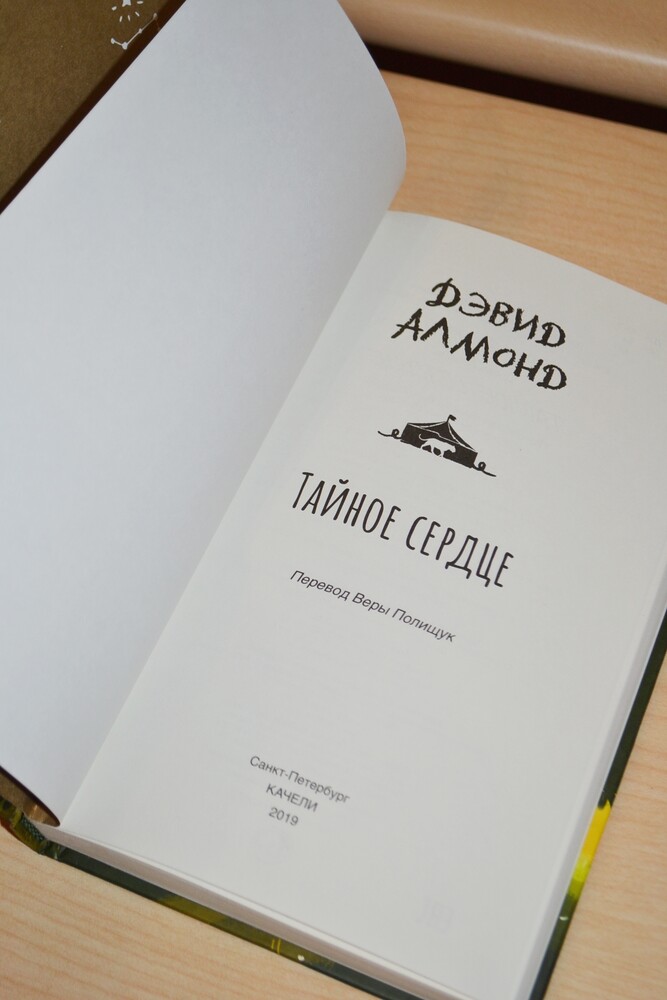 ДЭВИД
АЛМОНД
ТАЙНОЕ СЕРДЦЕ
Перевод Веры Полищук
Санкт-Петербург
КАЧЕЛИ
2019